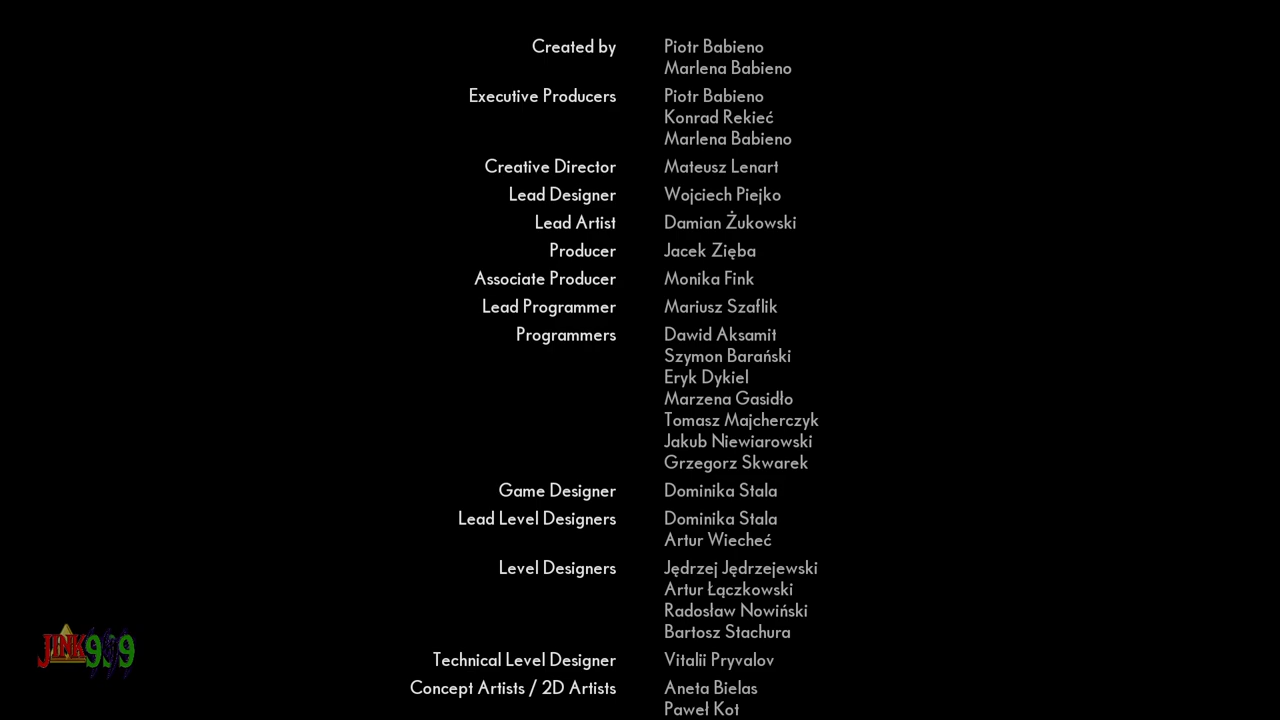 Created by Piotr Babieno
Marlena Babieno
Executive Producers Piotr Babieno
Konrad Rekieć
Marlena Babieno
Creative Director Mateusz Lenart
Lead Designer Wojciech Piejko
Lead Artist Damian Żukowski
Producer Jacek Zięba
Associate Producer Monika Fink
Lead Programmer Mariusz Szaflik
Programmers Dawid Aksamit
Szymon Barański
Eryk Dykiel
Marzena Gasidło
Tomasz Majcherczyk
Jakub Niewiarowski
Grzegorz Skwarek
Game Designer Dominika Stala
Lead Level Designers Dominika Stala
Artur Wiecheć
Level Designers Jędrzej Jędrzejewski
Artur Łączkowski
Radosław Nowiński
Bartosz Stachura
Technical Level Designer Vitalii Pryvalov
Concept Artists / 2D Artists Aneta Bielas
Paweł Kot
JINK999